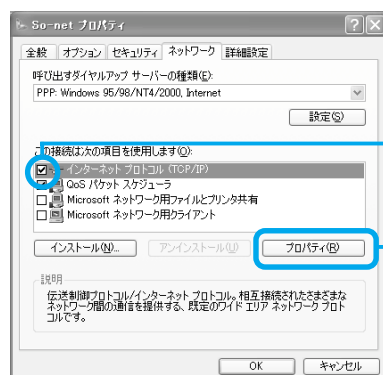 So-net プロパティ
全般 オプション セキュリティ ネットワーク 詳細設定
呼び出すダイヤルアップ サーバーの種類(E):
PPP: Windows 95/98/NT4/2000, Internet
設定(S)
この接続は次の項目を使用します(O):
インターネット プロトコル (TCP/IP)
QoS パケット スケジューラ
Microsoft ネットワーク用ファイルとプリンタ共有
Microsoft ネットワーク用クライアント
インストール(N)... アンインストール(U) プロパティ(R)
説明
伝送制御プロトコル/インターネット プロトコル。相互接続されたさまざまな
ネットワーク間の通信を提供する、既定のワイド エリア ネットワーク プロト
コルです。
OK キャンセル